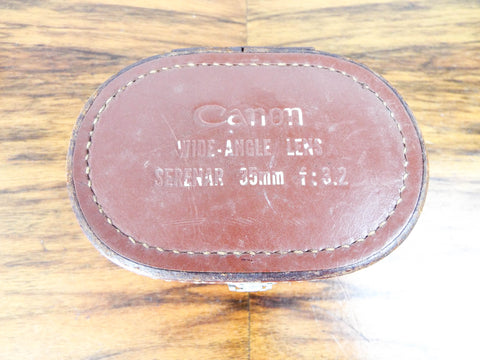 Canon
WIDE-ANGLE LENS
SERENAR 35mm f:3.2